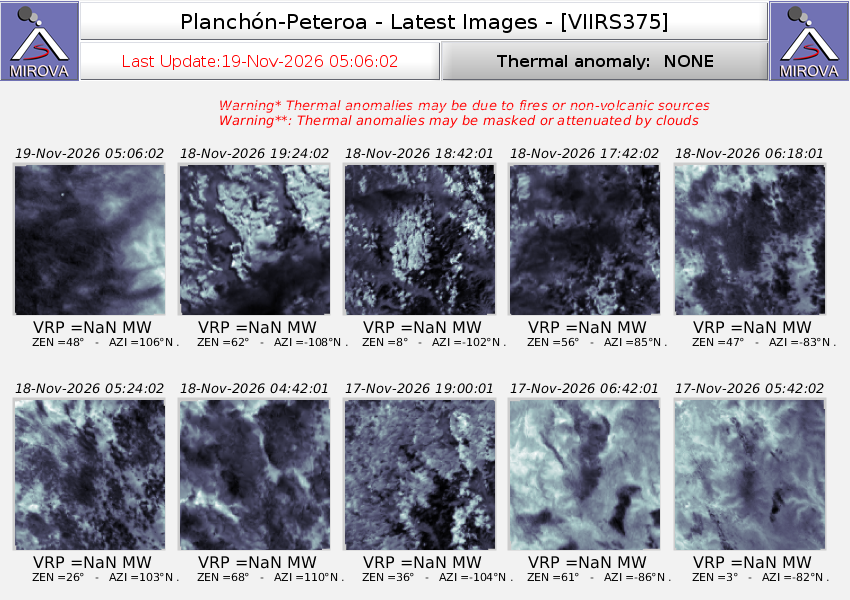 Planchón-Peteroa - Latest Images - [VIIRS375]
MIROVA
MIROVA
Last Update:19-Nov-2026 05:06:02
Thermal anomaly: NONE
Warning* Thermal anomalies may be due to fires or non-volcanic sources
Warning**: Thermal anomalies may be masked or attenuated by clouds
19-Nov-2026 05:06:02 18-Nov-2026 19:24:02 18-Nov-2026 18:42:01 18-Nov-2026 17:42:02 18-Nov-2026 06:18:01
VRP =NaN MW VRP =NaN MW VRP =NaN MW VRP =NaN MW VRP =NaN MW
ZEN =48° - AZI =106°N . ZEN =62° - AZI =-108°N . ZEN =8° - AZI =-102°N . ZEN =56° - AZI =85°N . ZEN =47° - AZI =-83°N .
18-Nov-2026 05:24:02 18-Nov-2026 04:42:01 17-Nov-2026 19:00:01 17-Nov-2026 06:42:01 17-Nov-2026 05:42:02
VRP =NaN MW VRP =NaN MW VRP =NaN MW VRP =NaN MW VRP =NaN MW
ZEN =26° - AZI =103°N . ZEN =68° - AZI =110°N . ZEN =36° - AZI =-104°N . ZEN =61° - AZI =-86°N . ZEN =3° - AZI =-82°N .